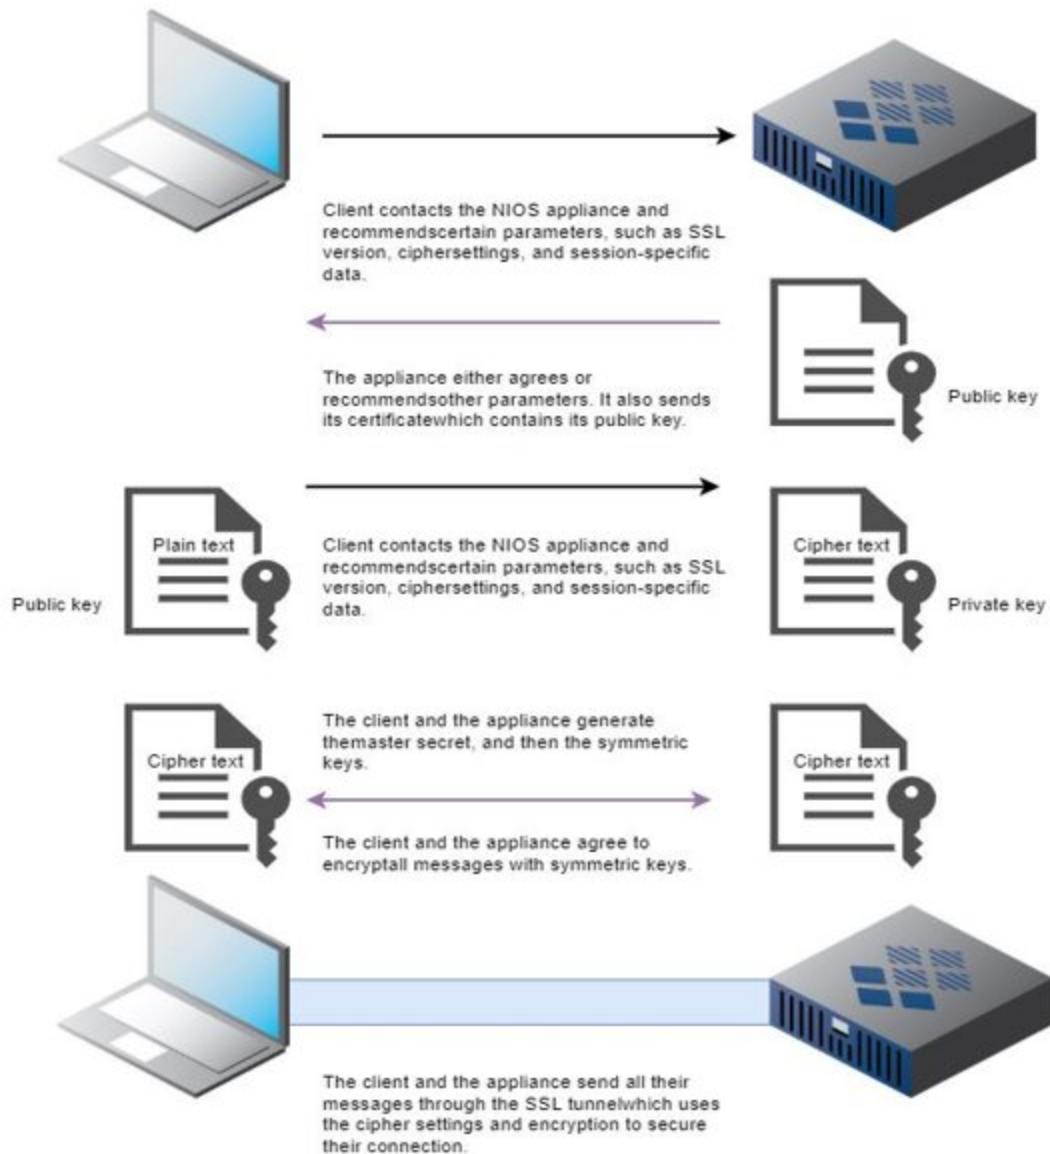 Client contacts the NIOS appliance and
recommendscertain parameters, such as SSL
version, ciphersettings, and session-specific
data.
The appliance either agrees or
recommendsother parameters. It also sends
its certificatewhich contains its public key.
Public key
Plain text
Public key
Client contacts the NIOS appliance and
recommendscertain parameters, such as SSL
version, ciphersettings, and session-specific
data.
Cipher text
Private key
Cipher text
The client and the appliance generate
themaster secret, and then the symmetric
keys.
The client and the appliance agree to
encryptall messages with symmetric keys.
Cipher text
The client and the appliance send all their
messages through the SSL tunnelwhich uses
the cipher settings and encryption to secure
their connection.